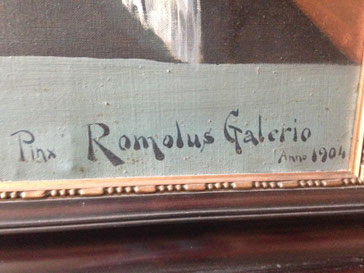 Pinx Romolus Galerio
Anno 1904